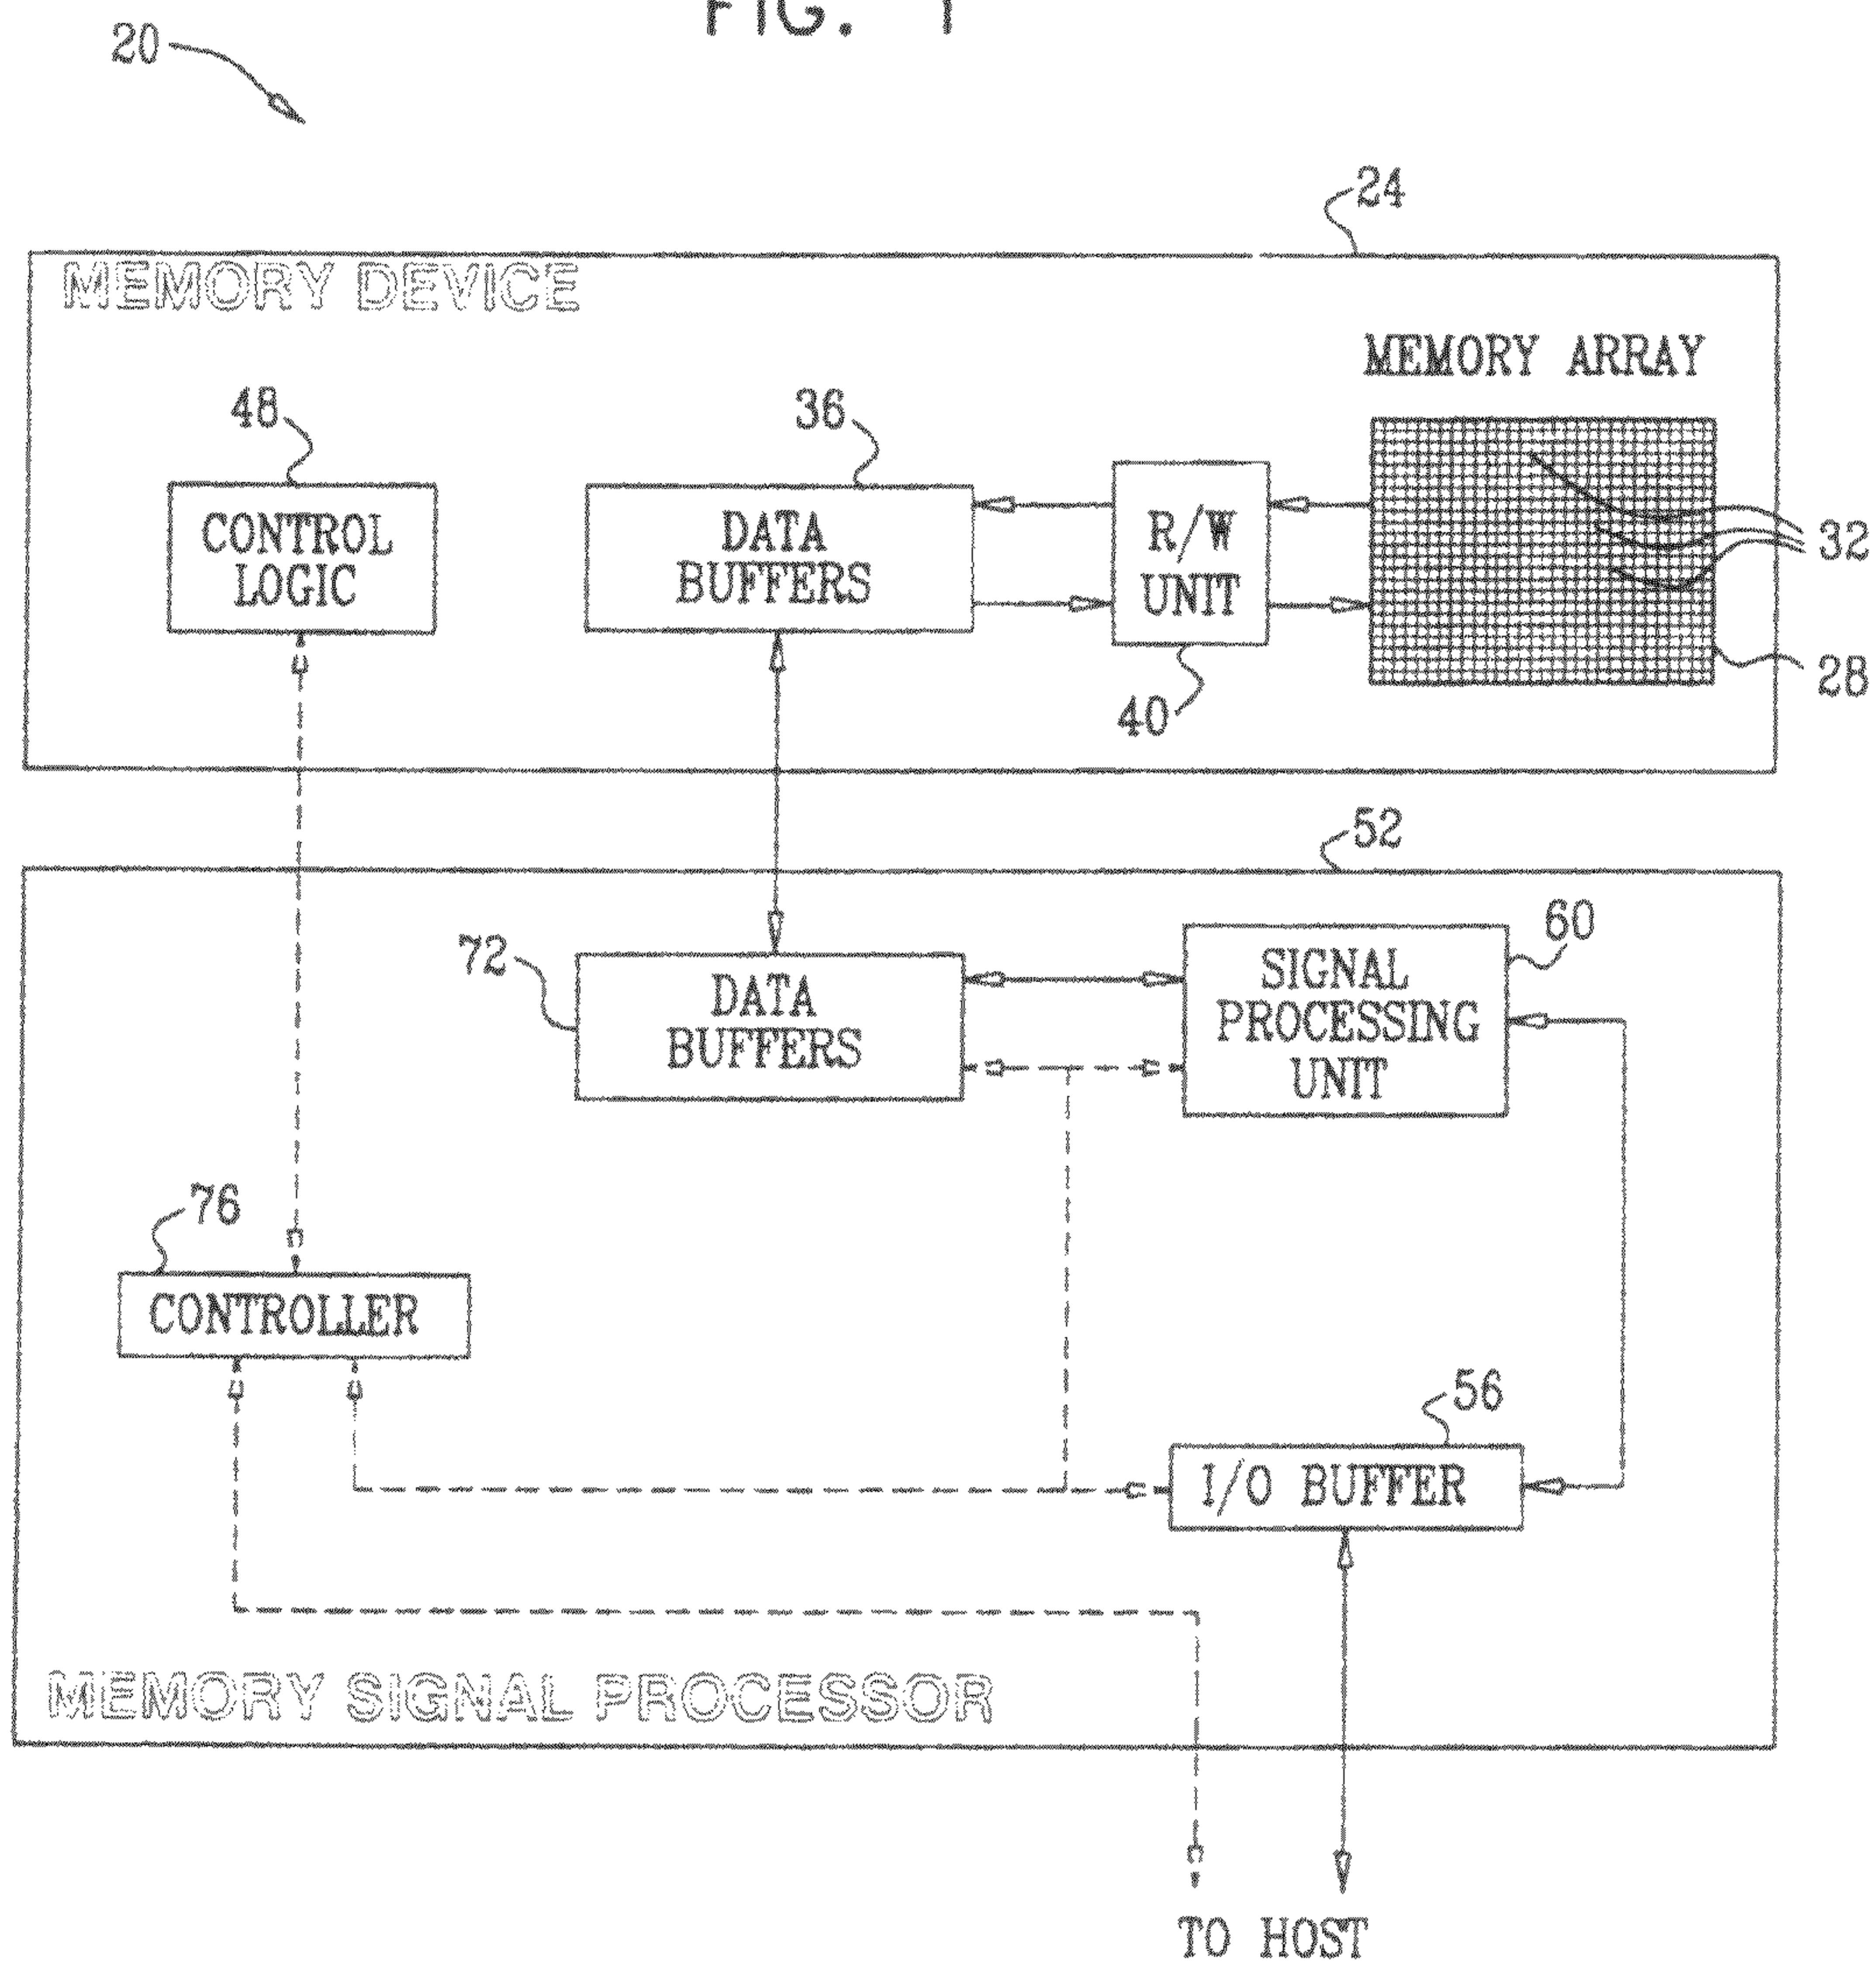 FIG. 1
20
24
MEMORY DEVICE
MEMORY ARRAY
48
36
CONTROL
LOGIC
DATA
BUFFERS
R/W
UNIT
32
28
40
52
72
60
DATA
BUFFERS
SIGNAL
PROCESSING
UNIT
76
CONTROLLER
56
I/O BUFFER
MEMORY SIGNAL PROCESSOR
TO HOST